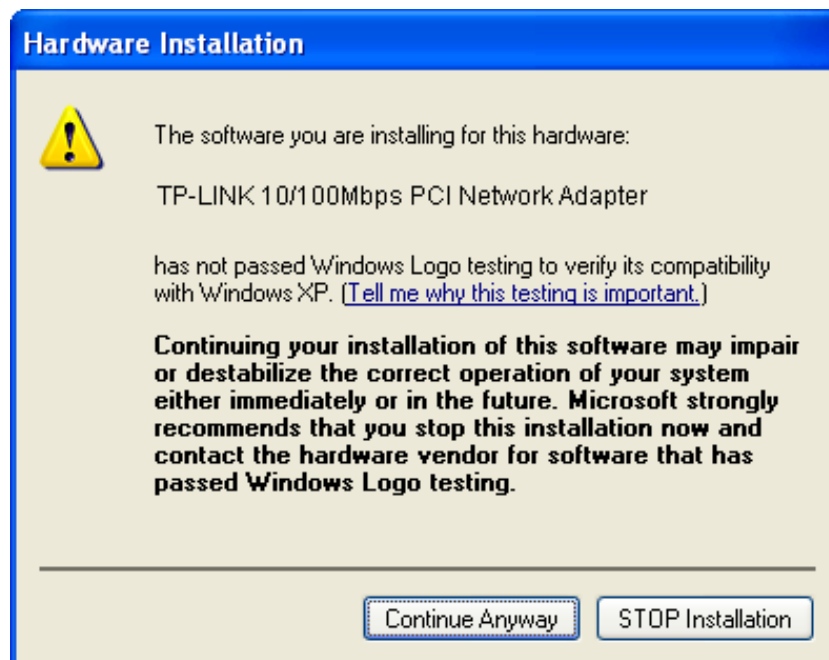 Hardware Installation
The software you are installing for this hardware:
TP-LINK 10/100Mbps PCI Network Adapter
has not passed Windows Logo testing to verify its compatibility
with Windows XP. (Tell me why this testing is important.)
Continuing your installation of this software may impair
or destabilize the correct operation of your system
either immediately or in the future. Microsoft strongly
recommends that you stop this installation now and
contact the hardware vendor for software that has
passed Windows Logo testing.
Continue Anyway
STOP Installation